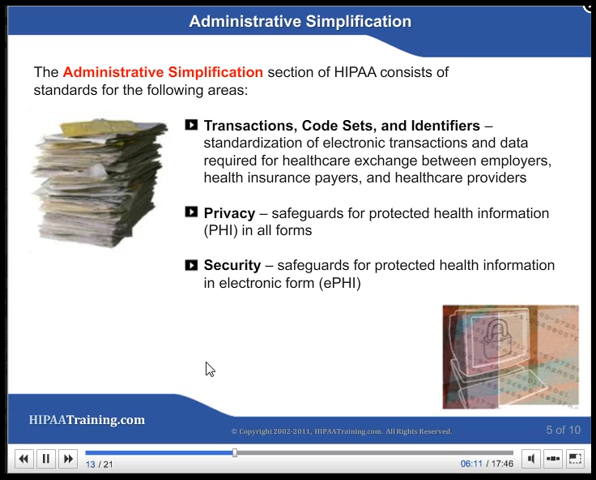 Administrative Simplification
The Administrative Simplification section of HIPAA consists of
standards for the following areas:
Transactions, Code Sets, and Identifiers –
standardization of electronic transactions and data
required for healthcare exchange between employers,
health insurance payers, and healthcare providers
Privacy – safeguards for protected health information
(PHI) in all forms
Security – safeguards for protected health information
in electronic form (ePHI)
HIPAATraining.com
© Copyright 2002-2011, HIPAATraining.com. All Rights Reserved.
5 of 10
13 / 21
06:11 / 17:46